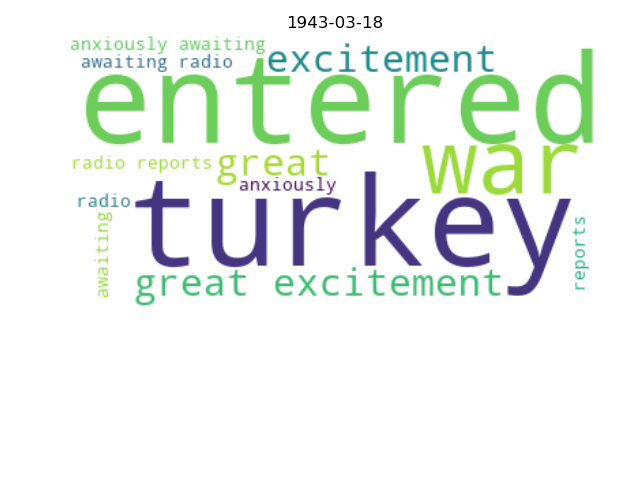 1943-03-18
anxiously awaiting
awaiting radio
excitement
entered
war
radio reports
great
anxiously
radio
turkey
awaiting
reports
great excitement